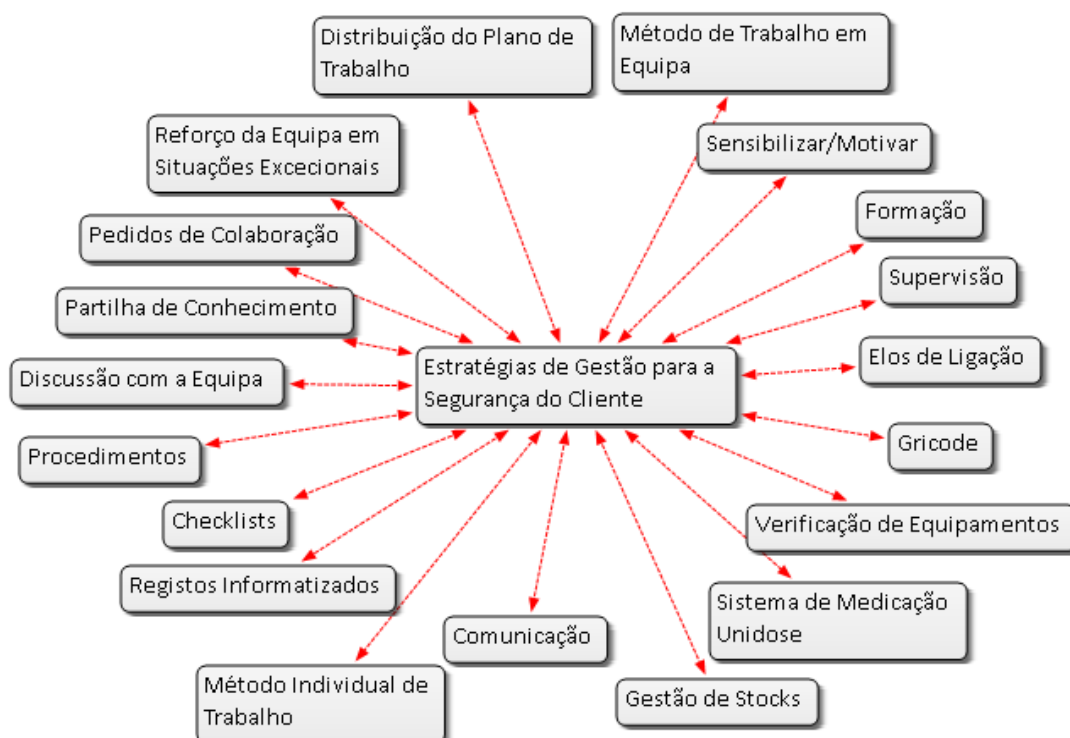 Distribuição do Plano de
Trabalho
Método de Trabalho em
Equipa
Reforço da Equipa em
Situações Excecionais
Sensibilizar/Motivar
Formação
Pedidos de Colaboração
Supervisão
Partilha de Conhecimento
Elos de Ligação
Estratégias de Gestão para a
Segurança do Cliente
Discussão com a Equipa
Gricode
Procedimentos
Checklists
Verificação de Equipamentos
Registos Informatizados
Sistema de Medicação
Unidose
Comunicação
Método Individual de
Trabalho
Gestão de Stocks